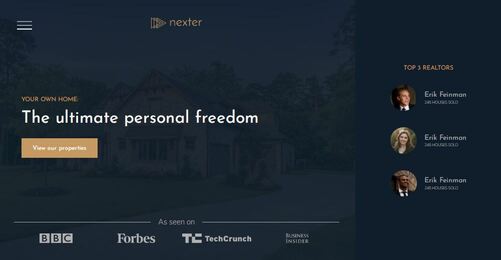 nexter
YOUR OWN HOME:
The ultimate personal freedom
View our properties
As seen on
BBC
Forbes
TC TechCrunch
BUSINESS
INSIDER
TOP 3 REALTORS
Erik Feinman
245 HOUSES SOLD
Erik Feinman
245 HOUSES SOLD
Erik Feinman
245 HOUSES SOLD